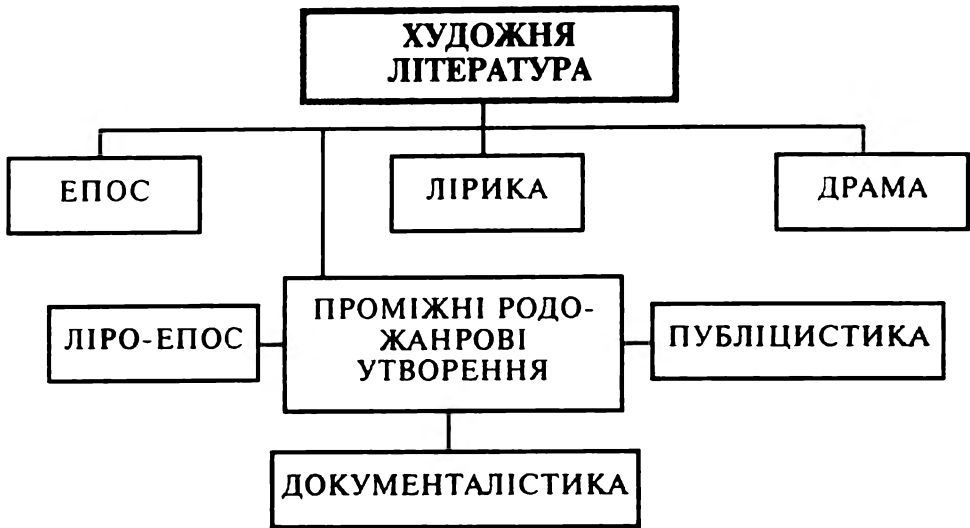 ХУДОЖНЯ
ЛІТЕРАТУРА
ЕПОС
ЛІРИКА
ДРАМА
ПРОМІЖНІ РОДО-
ЖАНРОВІ
УТВОРЕННЯ
ЛІРО-ЕПОС
ПУБЛІЦИСТИКА
ДОКУМЕНТАЛІСТИКА